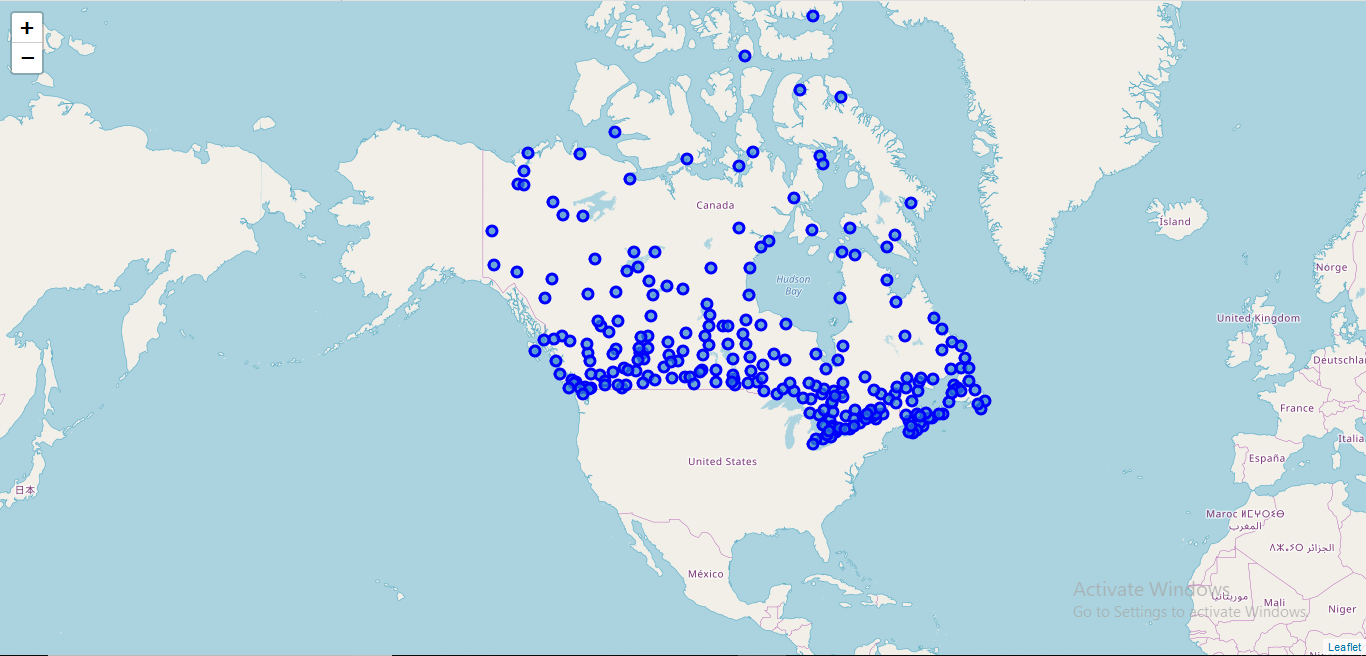 +
−
Canada
Ísland
Hudson
Bay
Norge
United Kingdom
Deutschlan
France
Italia
España
United States
日本
Maroc ⵍⵎⵖⵔⵉⴱ
المغرب
الجزائر
México
Activate Windows
Go to Settings to activate Windows.
موريتانيا
Mali
Niger
Leaflet